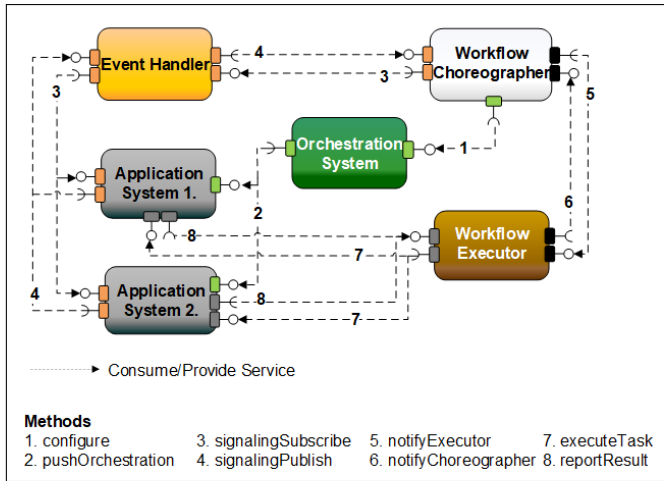 Event Handler
4
3
Workflow
Choreographer
3
5
Orchestration
System
1
Application
System 1.
2
8
6
7
Workflow
Executor
4
Application
System 2.
8
7
Consume/Provide Service
Methods
1. configure
2. pushOrchestration
3. signalingSubscribe
4. signalingPublish
5. notifyExecutor
6. notifyChoreographer
7. executeTask
8. reportResult